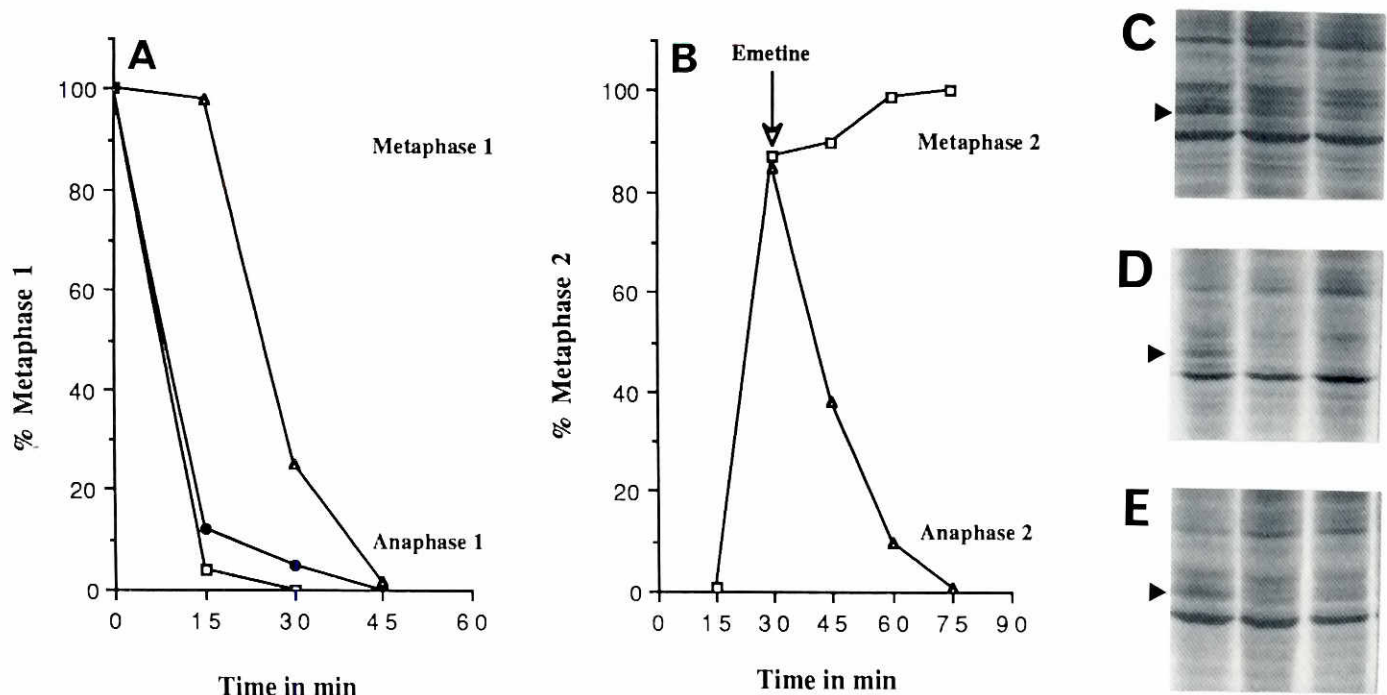 A
100
80
60
40
20
0
% Metaphase 1
Metaphase 1
Anaphase 1
0 15 30 45 60
Time in min
B
Emetine
100
80
60
40
20
0
% Metaphase 2
Metaphase 2
Anaphase 2
0 15 30 45 60 75 90
Time in min
C
D
E